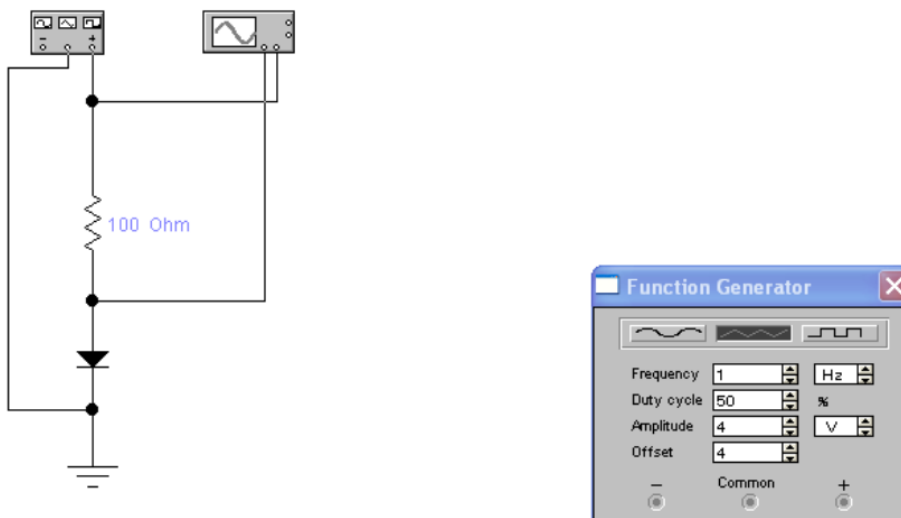 - +
100 Ohm
Function Generator
Frequency 1 Hz
Duty cycle 50 %
Amplitude 4 V
Offset 4
- Common +